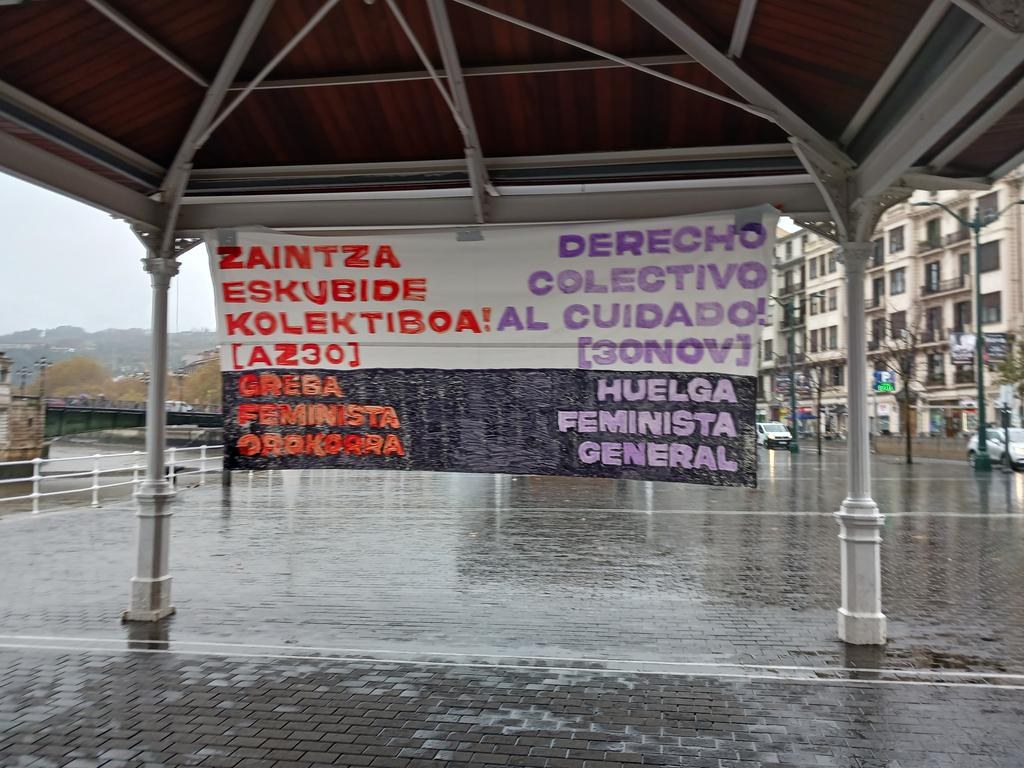 ZAINTZA
ESKUBIDE
KOLEKTIBOA!
[AZ30]
GREBA
FEMINISTA
OROKORRA
DERECHO
COLECTIVO
AL CUIDADO!
[30NOV]
HUELGA
FEMINISTA
GENERAL